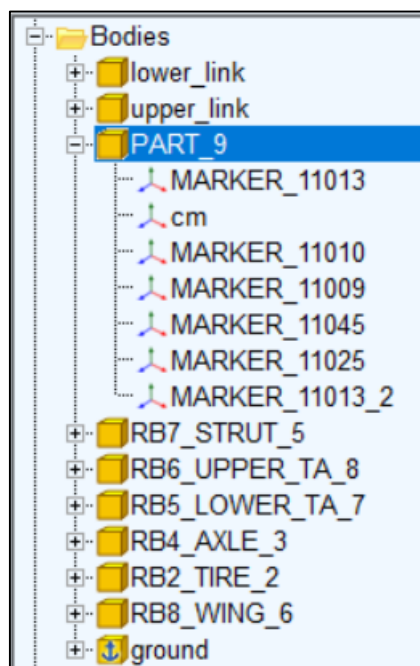 Bodies
lower_link
upper_link
PART_9
MARKER_11013
cm
MARKER_11010
MARKER_11009
MARKER_11045
MARKER_11025
MARKER_11013_2
RB7_STRUT_5
RB6_UPPER_TA_8
RB5_LOWER_TA_7
RB4_AXLE_3
RB2_TIRE_2
RB8_WING_6
ground